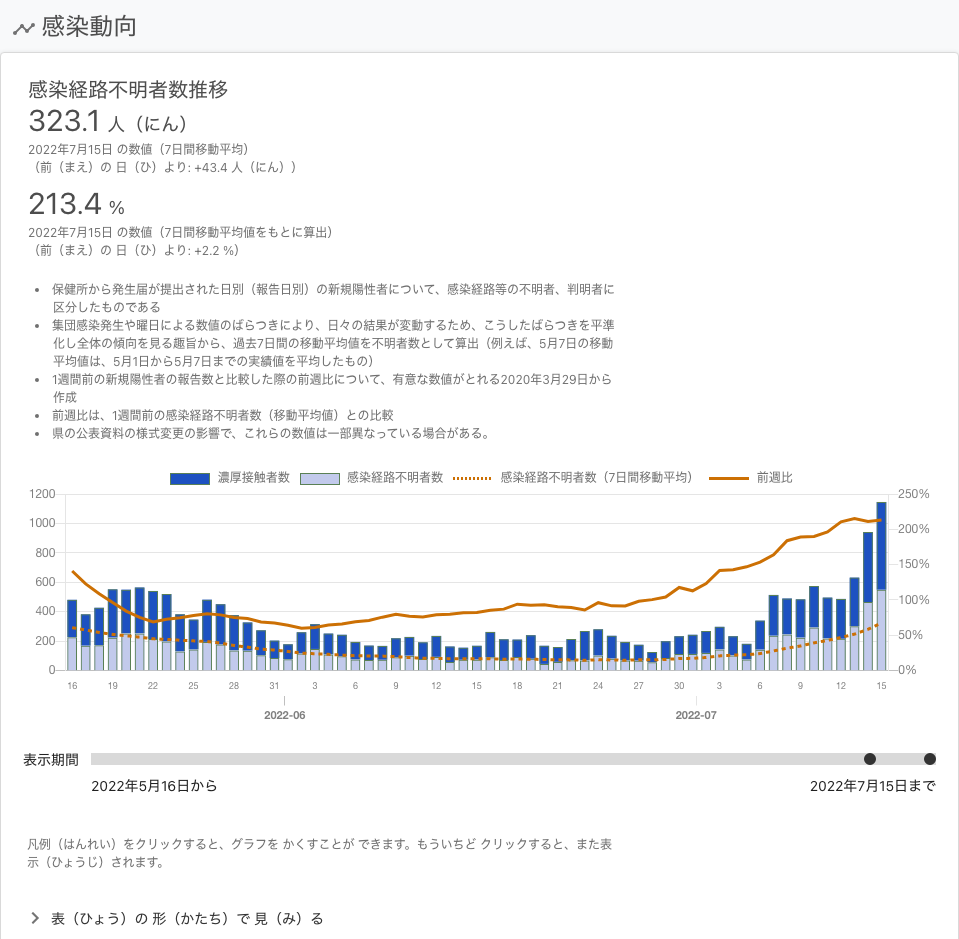 感染動向
感染経路不明者数推移
323.1 人（にん）
2022年7月15日 の数値（7日間移動平均）
（前（まえ）の 日（ひ）より: +43.4 人（にん））
213.4 %
2022年7月15日 の数値（7日間移動平均値をもとに算出）
（前（まえ）の 日（ひ）より: +2.2 %）
• 保健所から発生届が提出された日別（報告日別）の新規陽性者について、感染経路等の不明者、判明者に
区分したものである
• 集団感染発生や曜日による数値のばらつきにより、日々の結果が変動するため、こうしたばらつきを平準
化し全体の傾向を見る趣旨から、過去7日間の移動平均値を不明者数として算出（例えば、5月7日の移動
平均値は、5月1日から5月7日までの実績値を平均したもの）
• 1週間前の新規陽性者の報告数と比較した際の前週比について、有意な数値がとれる2020年3月29日から
作成
• 前週比は、1週間前の感染経路不明者数（移動平均値）との比較
• 県の公表資料の様式変更の影響で、これらの数値は一部異なっている場合がある。
濃厚接触者数 感染経路不明者数 感染経路不明者数（7日間移動平均） 前週比
1200 250%
1000 200%
800
600 150%
400 100%
200 50%
0 0%
16 19 22 25 28 31 3 6 9 12 15 18 21 24 27 30 3 6 9 12 15
2022-06 2022-07
表示期間
2022年5月16日から 2022年7月15日まで
凡例（はんれい）をクリックすると、グラフを かくすことが できます。もういちど クリックすると、また表
示（ひょうじ）されます。
表（ひょう）の 形（かたち）で 見（み）る